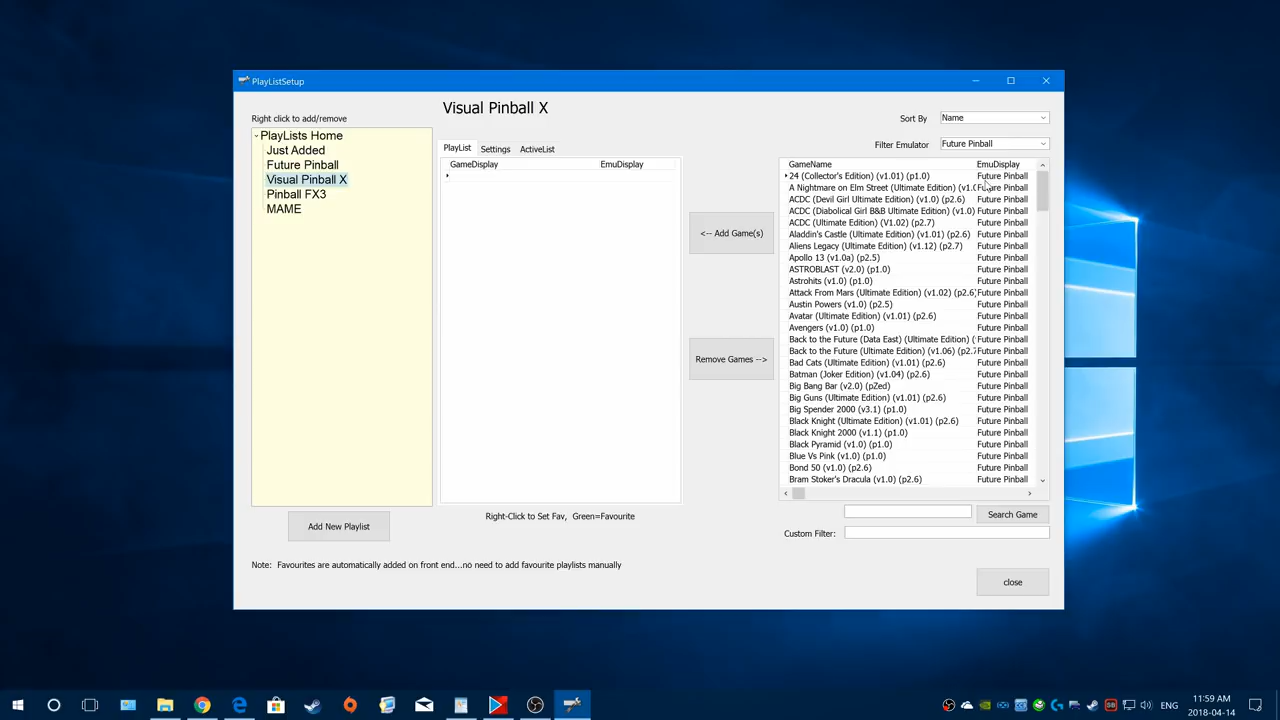 PlayListSetup
Visual Pinball X
Right click to add/remove
Sort By
Name
Filter Emulator
Future Pinball
PlayLists Home
Just Added
Future Pinball
Visual Pinball X
Pinball FX3
MAME
PlayList
Settings
ActiveList
GameDisplay
EmuDisplay
<-- Add Game(s)
Remove Games -->
GameName EmuDisplay
24 (Collector's Edition) (v1.01) (p1.0) Future Pinball
A Nightmare on Elm Street (Ultimate Edition) (v1.0 Future Pinball
ACDC (Devil Girl Ultimate Edition) (v1.0) (p2.6) Future Pinball
ACDC (Diabolical Girl B&B Ultimate Edition) (v1.0) Future Pinball
ACDC (Ultimate Edition) (V1.02) (p2.7) Future Pinball
Aladdin's Castle (Ultimate Edition) (v1.01) (p2.6) Future Pinball
Aliens Legacy (Ultimate Edition) (v1.12) (p2.7) Future Pinball
Apollo 13 (v1.0a) (p2.5) Future Pinball
ASTROBLAST (v2.0) (p1.0) Future Pinball
Astrohits (v1.0) (p1.0) Future Pinball
Attack From Mars (Ultimate Edition) (v1.02) (p2.6) Future Pinball
Austin Powers (v1.0) (p2.5) Future Pinball
Avatar (Ultimate Edition) (v1.01) (p2.6) Future Pinball
Avengers (v1.0) (p1.0) Future Pinball
Back to the Future (Data East) (Ultimate Edition) ( Future Pinball
Back to the Future (Ultimate Edition) (v1.06) (p2.7 Future Pinball
Bad Cats (Ultimate Edition) (v1.01) (p2.6) Future Pinball
Batman (Joker Edition) (v1.04) (p2.6) Future Pinball
Big Bang Bar (v2.0) (pZed) Future Pinball
Big Guns (Ultimate Edition) (v1.01) (p2.6) Future Pinball
Big Spender 2000 (v3.1) (p1.0) Future Pinball
Black Knight (Ultimate Edition) (v1.01) (p2.6) Future Pinball
Black Knight 2000 (v1.1) (p1.0) Future Pinball
Black Pyramid (v1.0) (p1.0) Future Pinball
Blue Vs Pink (v1.0) (p1.0) Future Pinball
Bond 50 (v1.0) (p2.6) Future Pinball
Bram Stoker's Dracula (v1.0) (p2.6) Future Pinball
Add New Playlist
Right-Click to Set Fav, Green=Favourite
Search Game
Custom Filter:
Note: Favourites are automatically added on front end...no need to add favourite playlists manually
close
ENG
11:59 AM
2018-04-14